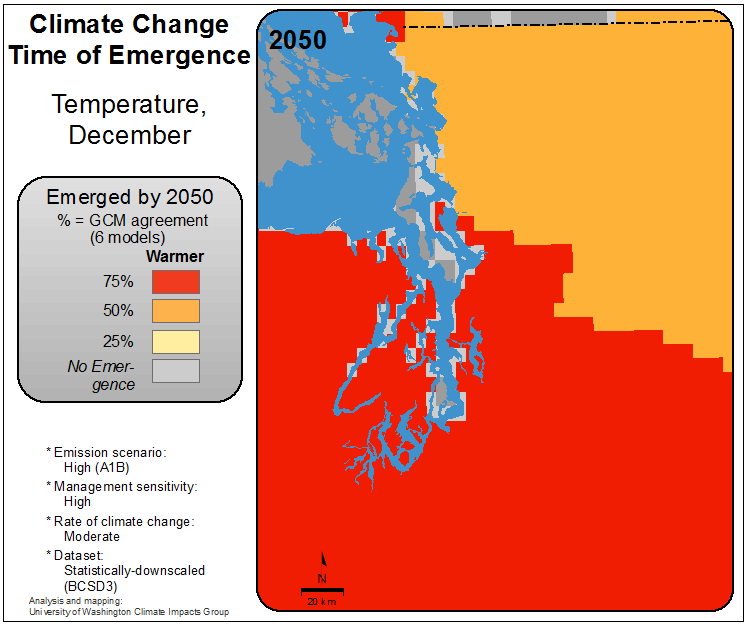 Climate Change
Time of Emergence
Temperature,
December
Emerged by 2050
% = GCM agreement
(6 models)
Warmer
75%
50%
25%
No Emer-
gence
* Emission scenario:
High (A1B)
* Management sensitivity:
High
* Rate of climate change:
Moderate
* Dataset:
Statistically-downscaled
(BCSD3)
Analysis and mapping:
University of Washington Climate Impacts Group
2050
N
20 km